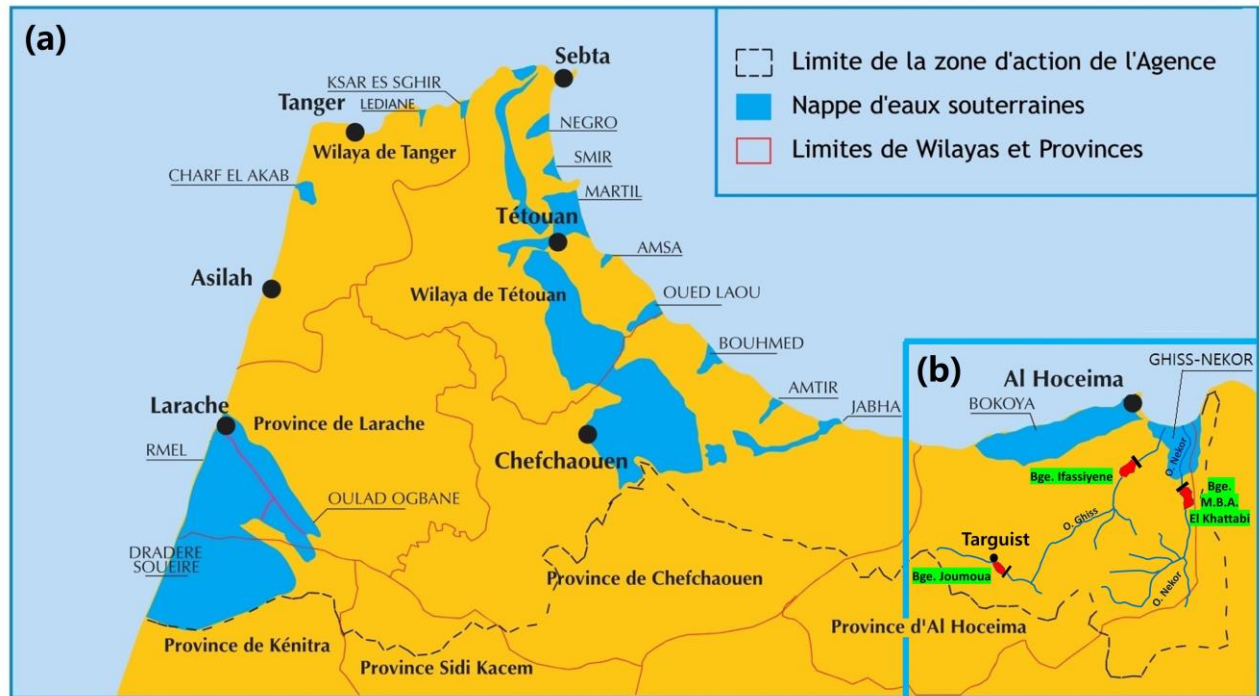 (a)
Limite de la zone d'action de l'Agence
Nappe d'eaux souterraines
Limites de Wilayas et Provinces
Sebta
KSAR ES SGHIR
Tanger
LEDIANE
NEGRO
Wilaya de Tanger
SMIR
CHARF EL AKAB
MARTIL
Tétouan
AMSA
Asilah
Wilaya de Tétouan
OUED LAOU
BOUHMED
AMTIR
JABHA
Larache
Province de Larache
RMEL
Chefchaouen
OULAD OGBANE
DRADERE
SOUEIRE
Province de Chefchaouen
Province de Kénitra
Province Sidi Kacem
Province d'Al Hoceima
(b)
GHISS-NEKOR
Al Hoceima
BOKOYA
O. Nekor
Bge. Ifassiyene
Bge.
M.B.A.
El Khattabi
O. Ghiss
Targuist
Bge. Joumoua
O. Nekor